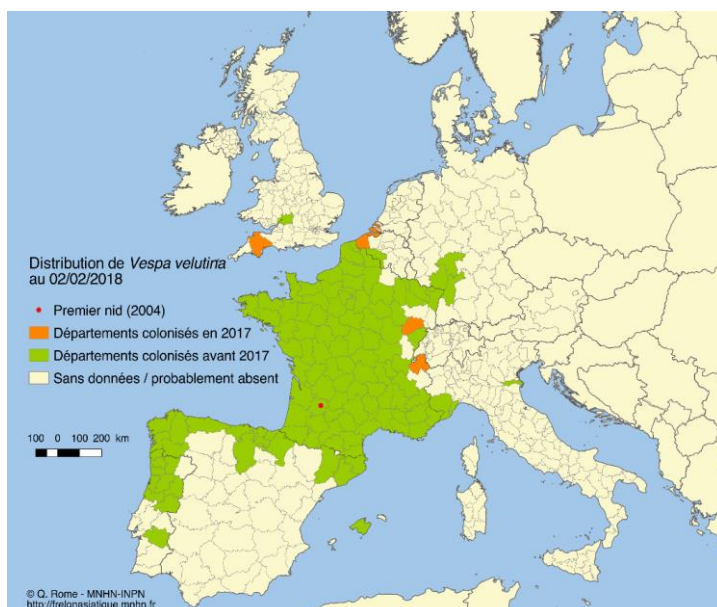 Distribution de Vespa velutina
au 02/02/2018
Premier nid (2004)
Départements colonisés en 2017
Départements colonisés avant 2017
Sans données / probablement absent
100 0 100 200 km
© Q. Rome - MNHN-INPN
http://frelonasiatique.mnhn.fr